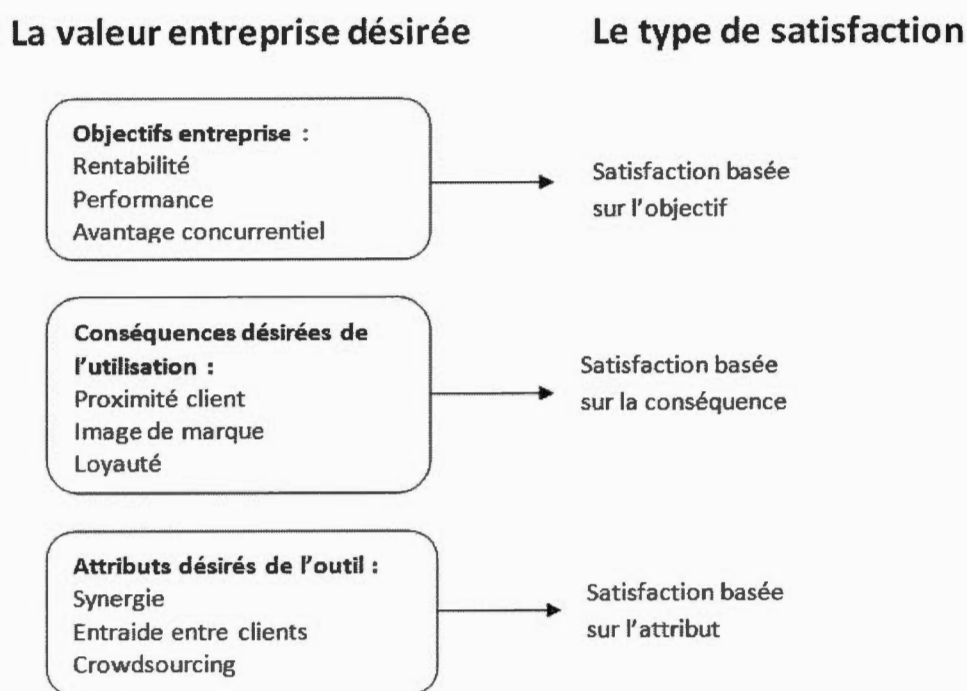 La valeur entreprise désirée
Le type de satisfaction
Objectifs entreprise :
Rentabilité
Performance
Avantage concurrentiel
Satisfaction basée
sur l'objectif
Conséquences désirées de
l'utilisation :
Proximité client
Image de marque
Loyauté
Satisfaction basée
sur la conséquence
Attributs désirés de l'outil :
Synergie
Entraide entre clients
Crowdsourcing
Satisfaction basée
sur l'attribut